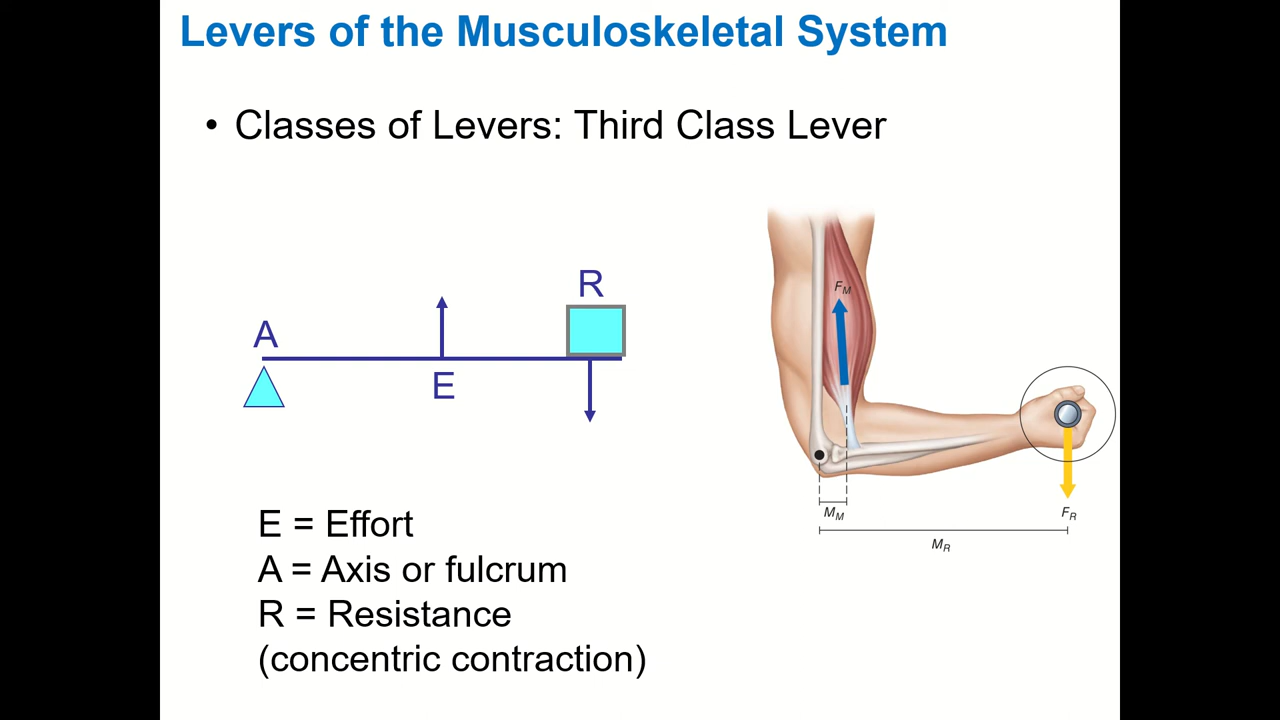 Levers of the Musculoskeletal System
• Classes of Levers: Third Class Lever
R
A
E
E = Effort
A = Axis or fulcrum
R = Resistance
(concentric contraction)
FM
MM
FR
MR